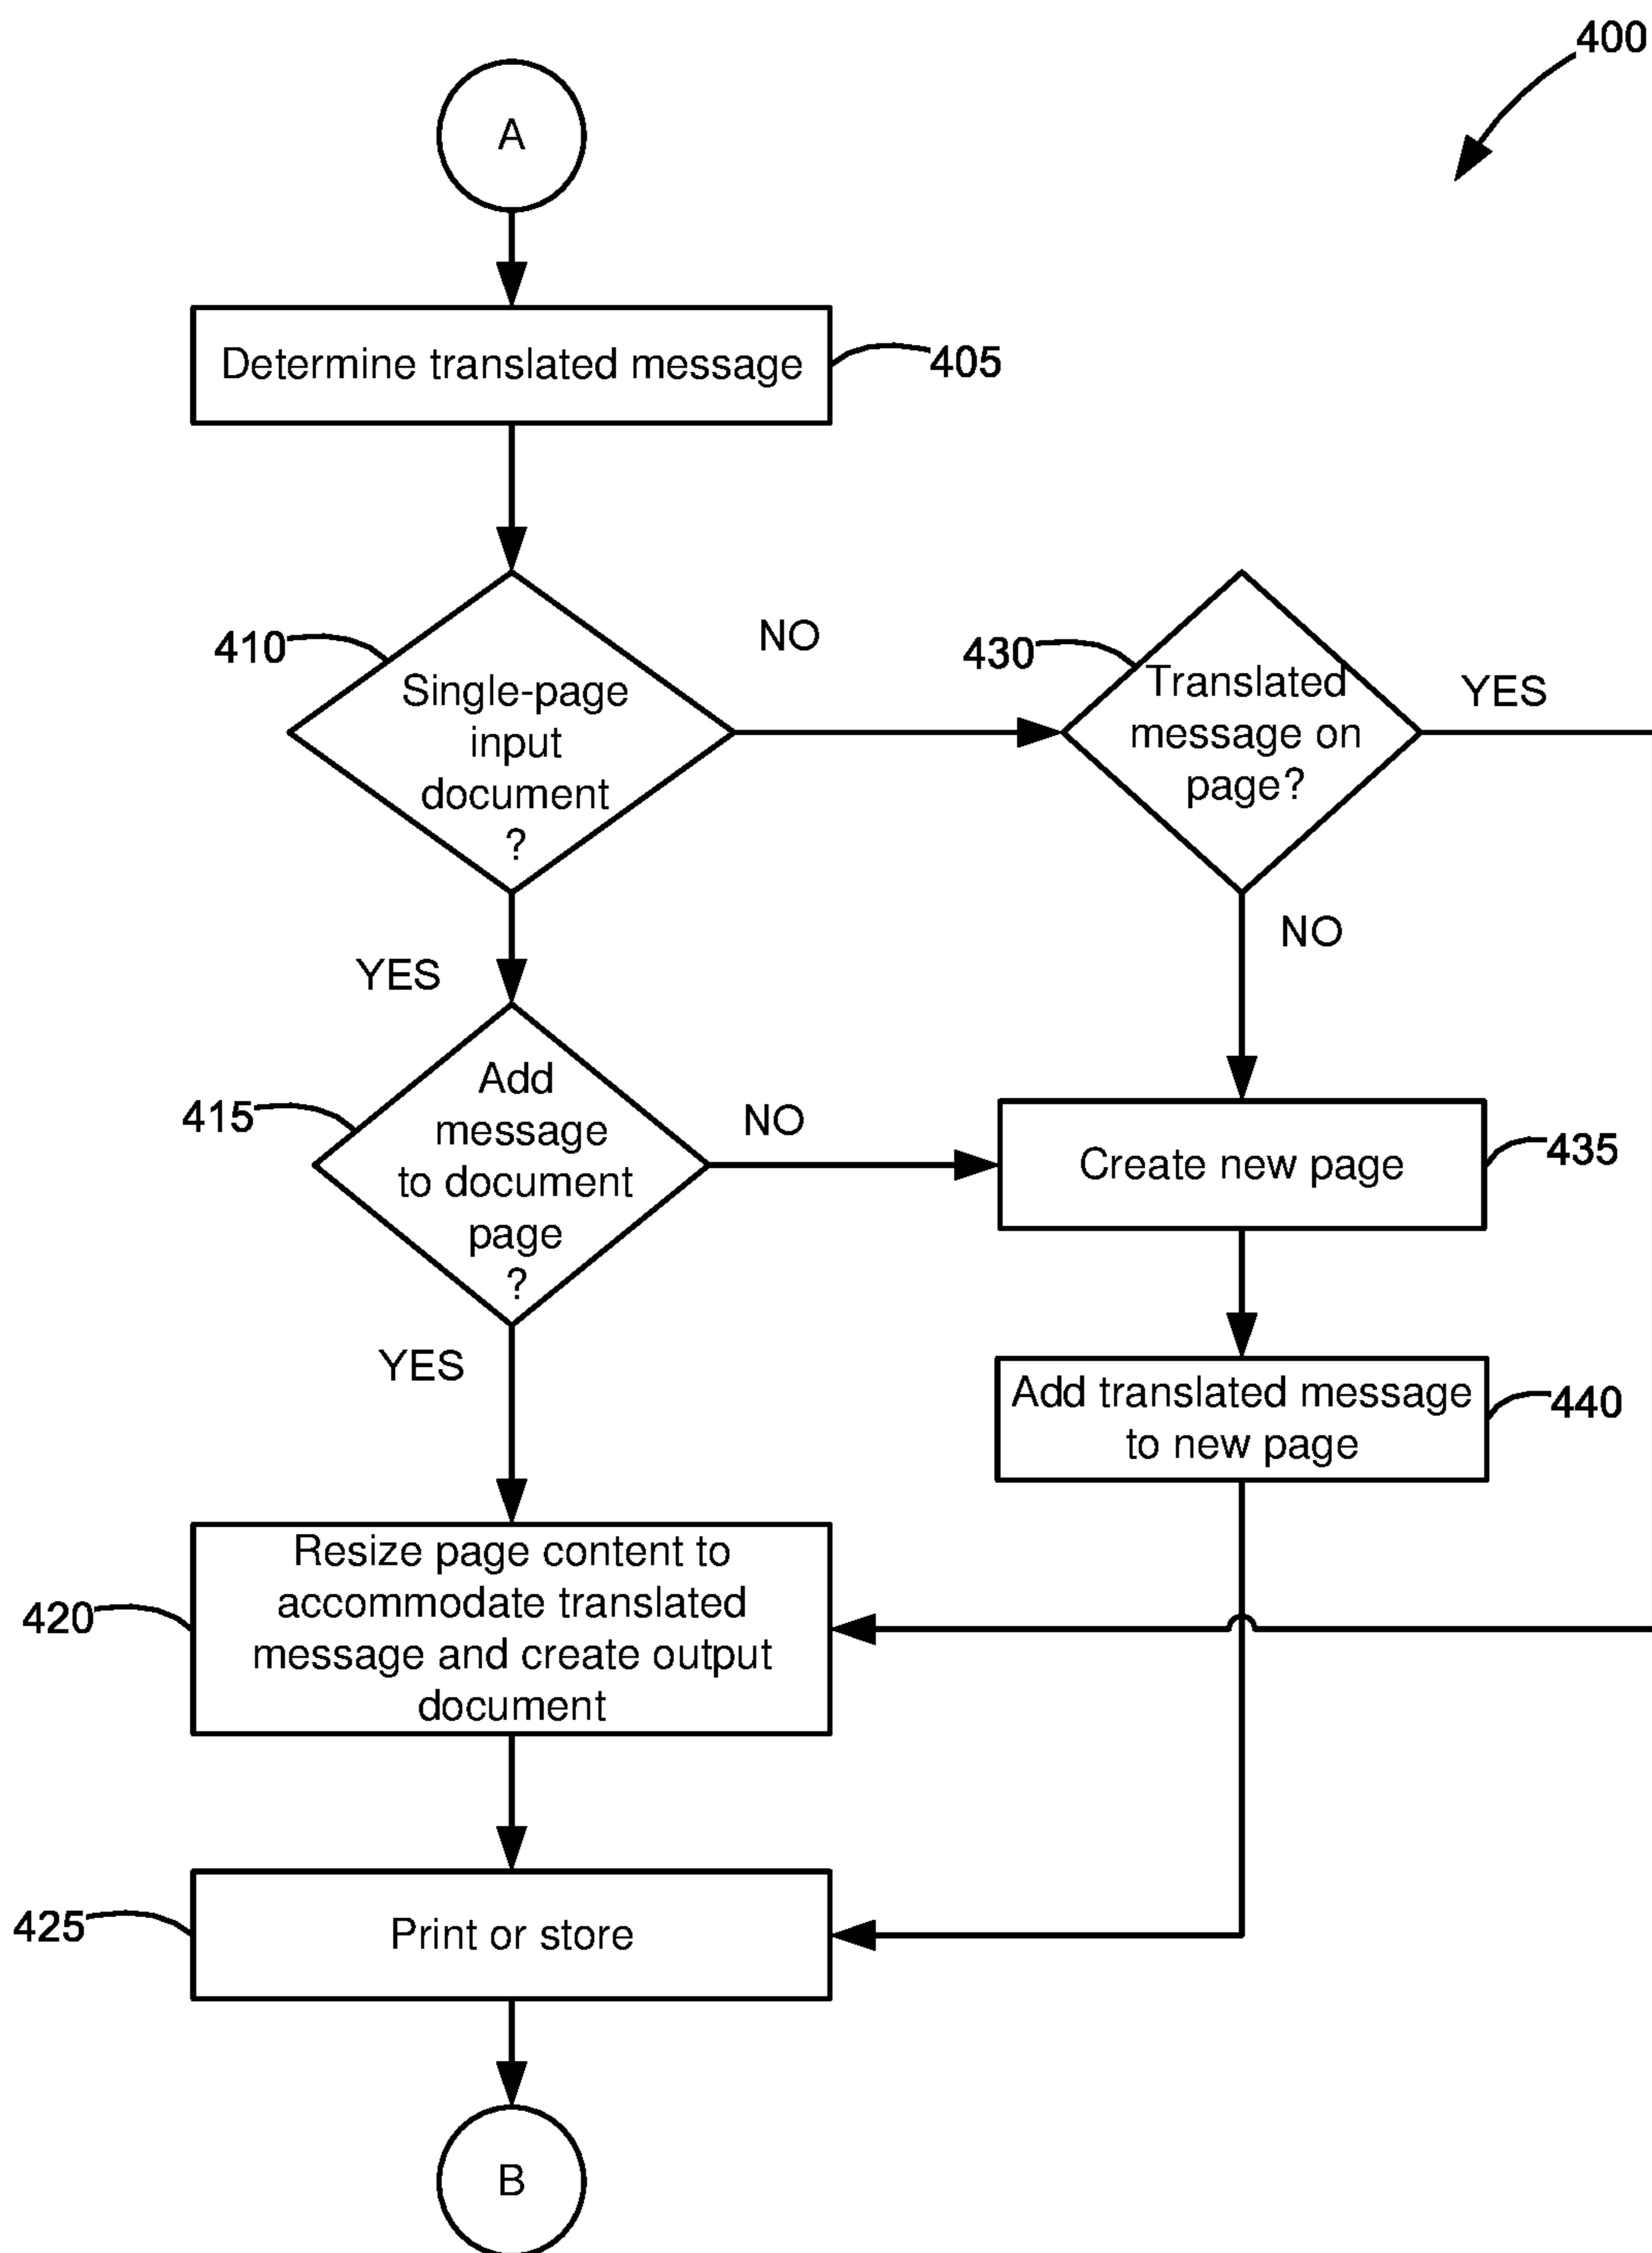 400
A
Determine translated message
405
410
Single-page
input
document
?
NO
430
Translated
message on
page?
YES
NO
YES
415
Add
message
to document
page
?
NO
Create new page
435
YES
Add translated message
to new page
440
420
Resize page content to
accommodate translated
message and create output
document
425
Print or store
B